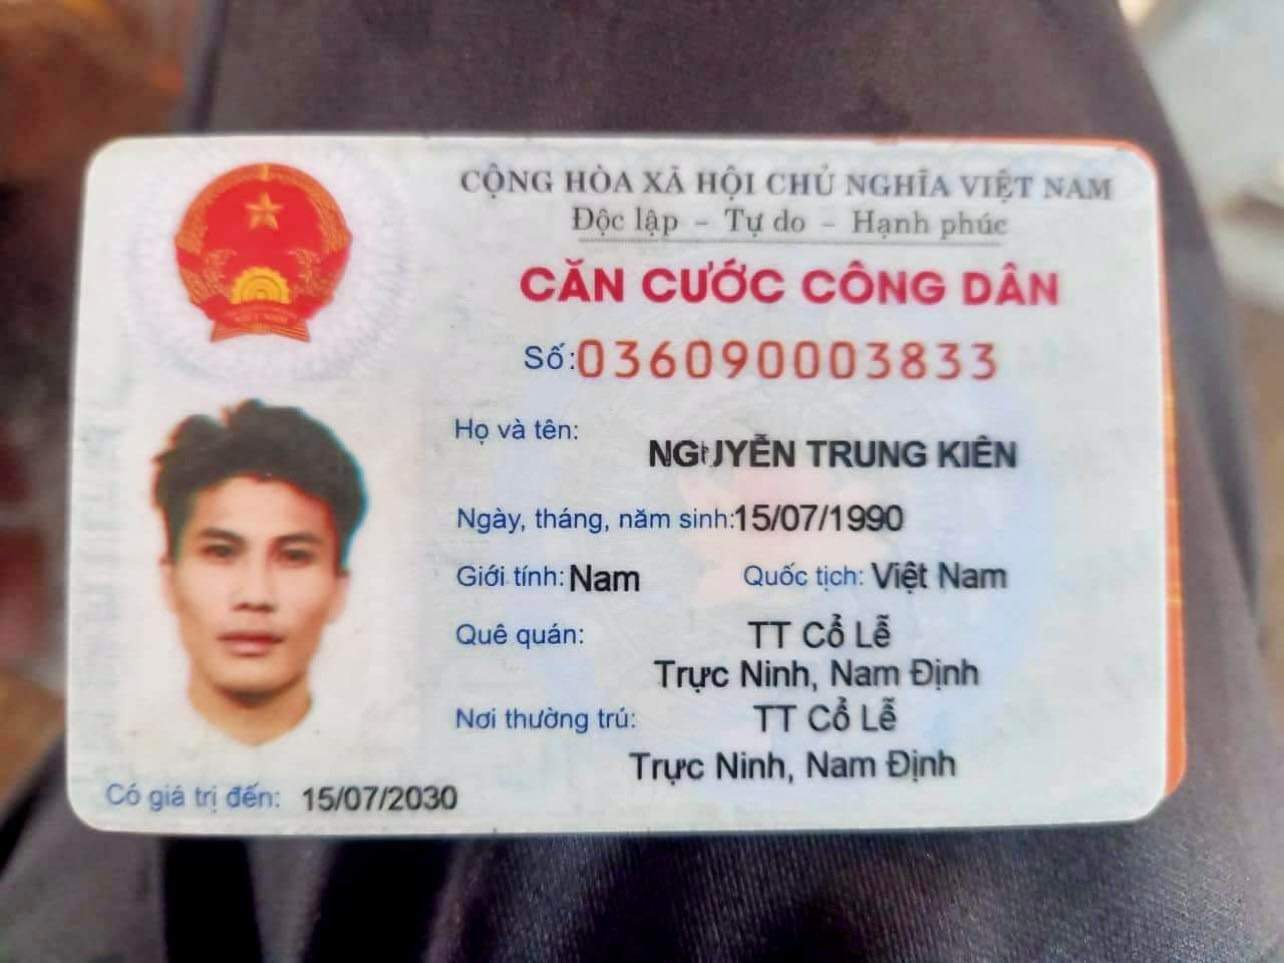 CỘNG HÒA XÃ HỘI CHỦ NGHĨA VIỆT NAM
Độc lập – Tự do – Hạnh phúc
CĂN CƯỚC CÔNG DÂN
Số:036090003833
Họ và tên:
NGUYỄN TRUNG KIÊN
Ngày, tháng, năm sinh:15/07/1990
Giới tính: Nam Quốc tịch: Việt Nam
Quê quán: TT Cổ Lễ
Trực Ninh, Nam Định
Nơi thường trú: TT Cổ Lễ
Trực Ninh, Nam Định
Có giá trị đến: 15/07/2030